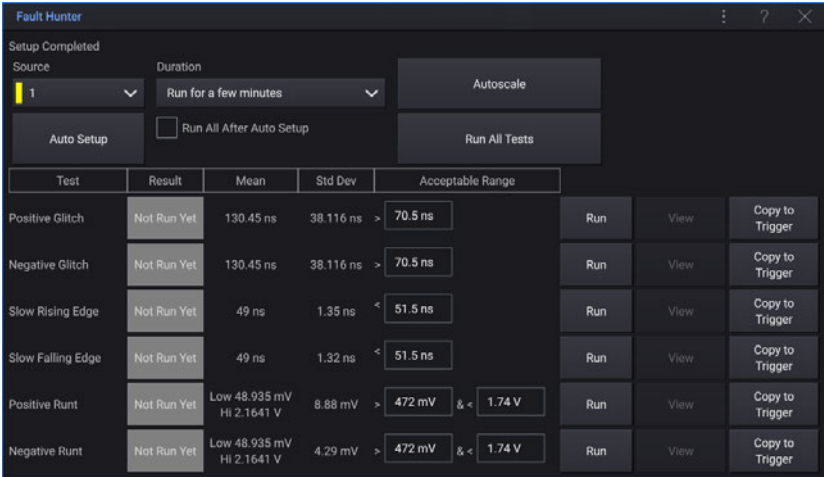 Fault Hunter
Setup Completed
Source Duration
1 Run for a few minutes Autoscale
Auto Setup Run All After Auto Setup Run All Tests
Test Result Mean Std Dev Acceptable Range
Positive Glitch Not Run Yet 130.45 ns 38.116 ns > 70.5 ns Run View Copy to Trigger
Negative Glitch Not Run Yet 130.45 ns 38.116 ns > 70.5 ns Run View Copy to Trigger
Slow Rising Edge Not Run Yet 49 ns 1.35 ns < 51.5 ns Run View Copy to Trigger
Slow Falling Edge Not Run Yet 49 ns 1.32 ns < 51.5 ns Run View Copy to Trigger
Positive Runt Not Run Yet Low 48.935 mV Hi 2.1641 V 8.88 mV > 472 mV & < 1.74 V Run View Copy to Trigger
Negative Runt Not Run Yet Low 48.935 mV Hi 2.1641 V 4.29 mV > 472 mV & < 1.74 V Run View Copy to Trigger